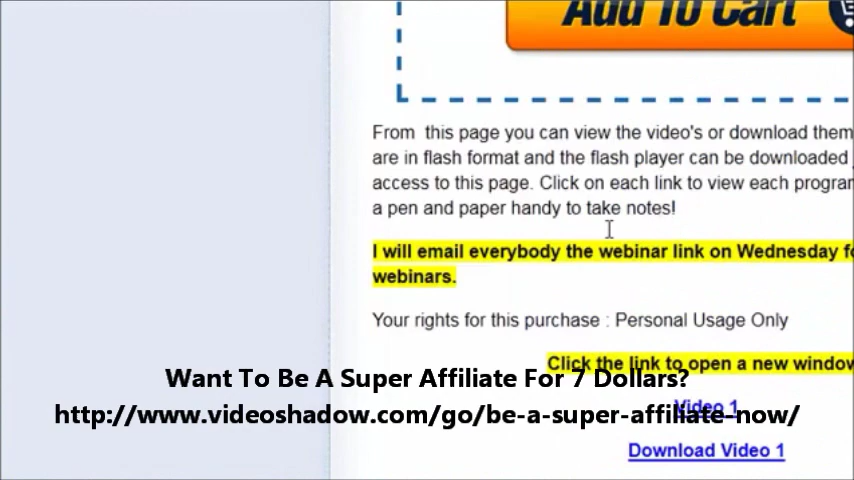 Add To Cart
From  this page you can view the video's or download them
are in flash format and the flash player can be downloaded
access to this page. Click on each link to view each program
a pen and paper handy to take notes!
I will email everybody the webinar link on Wednesday
webinars.
Your rights for this purchase : Personal Usage Only
Click the link to open a new window
Want To Be A Super Affiliate For 7 Dollars?
Video 1
http://www.videoshadow.com/go/be-a-super-affiliate-now/
Download Video 1